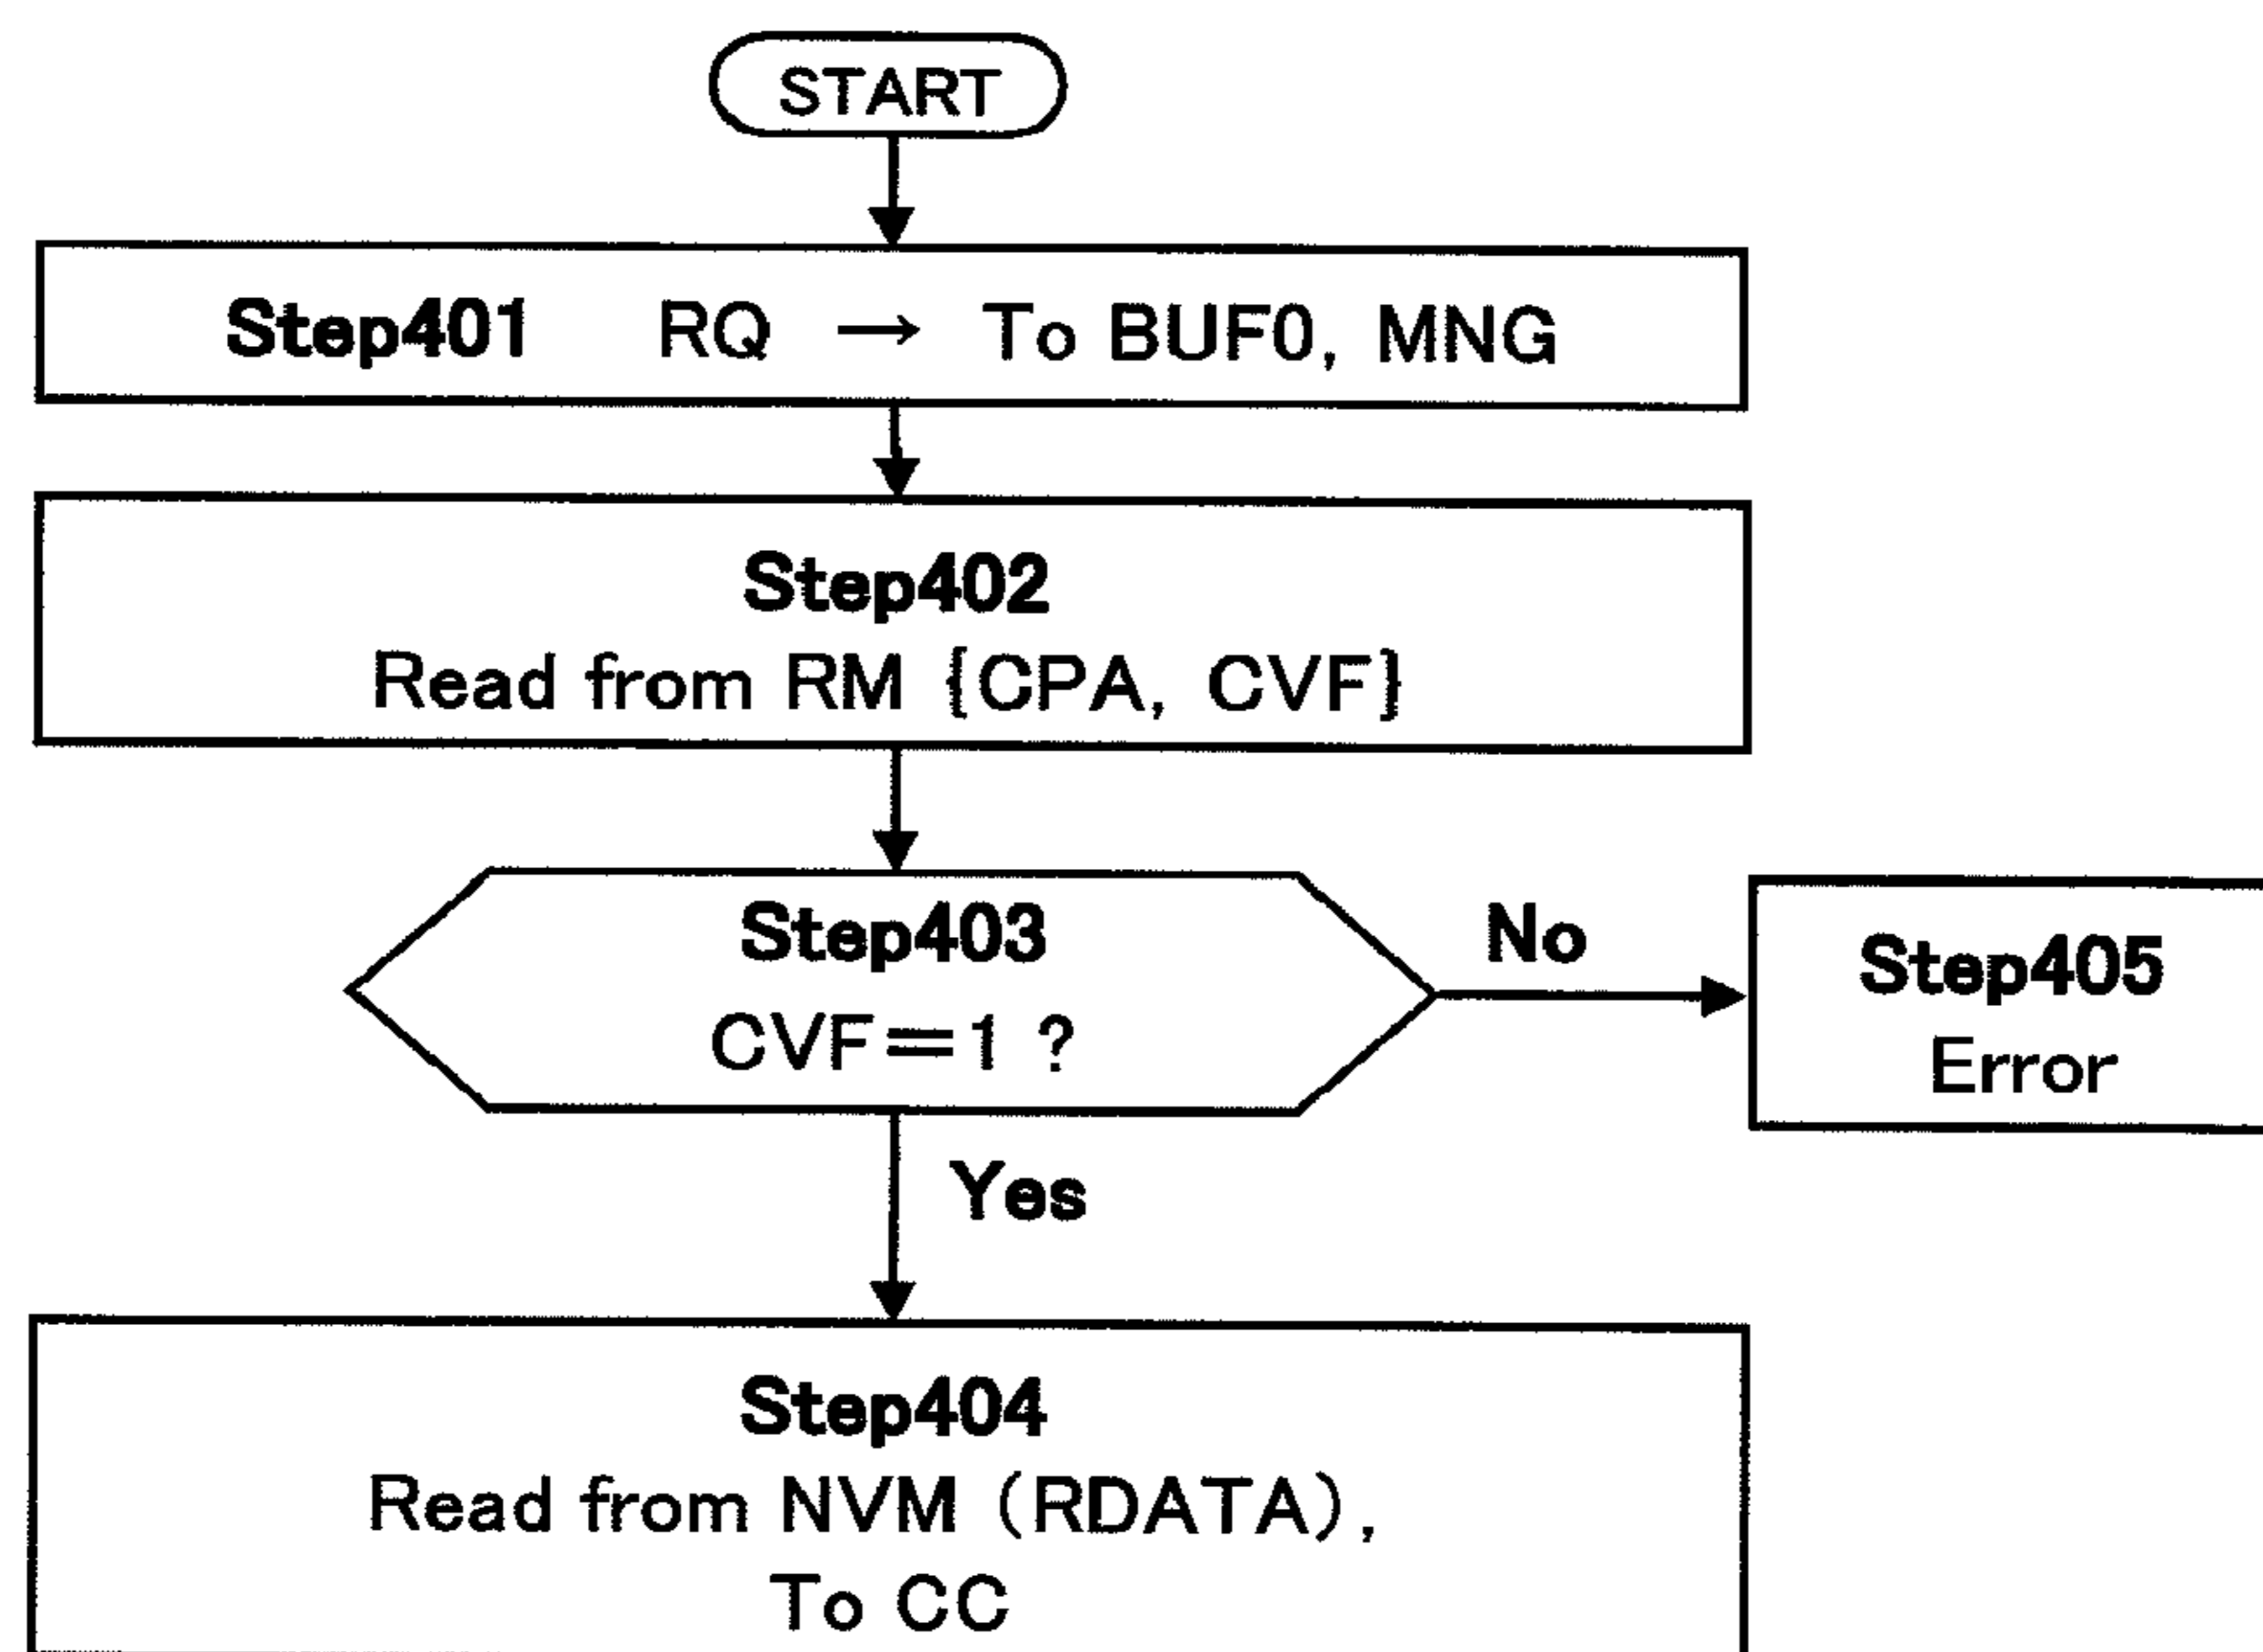 START
Step401 RQ → To BUF0, MNG
Step402
Read from RM {CPA, CVF}
Step403
CVF=1 ?
No
Step405
Error
Yes
Step404
Read from NVM (RDATA),
To CC